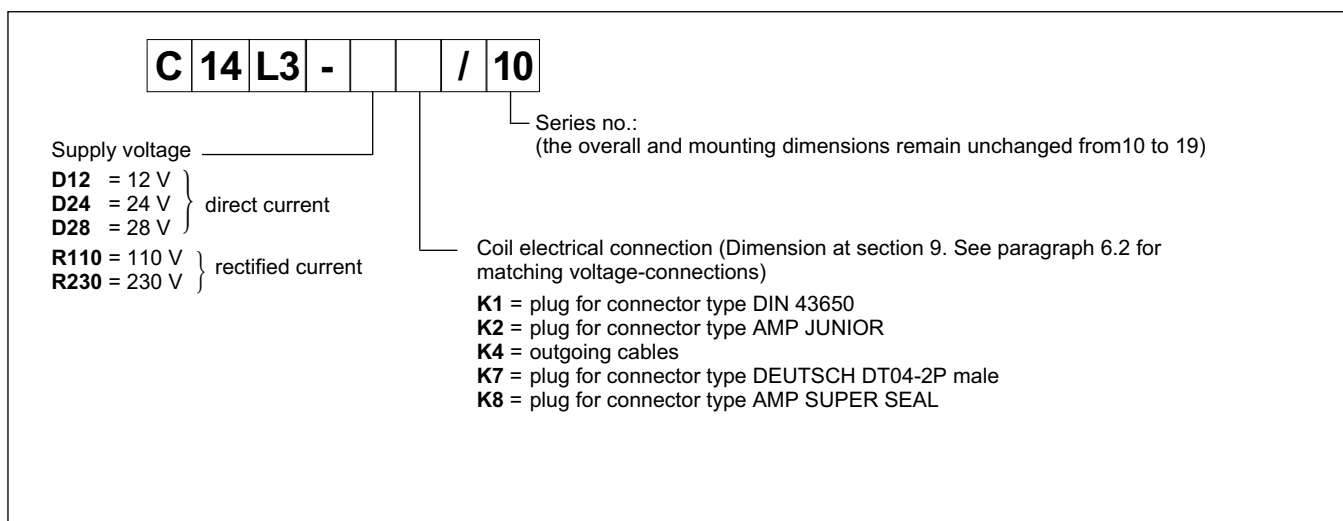 C 14 L3 - / 10
Series no.:
(the overall and mounting dimensions remain unchanged from10 to 19)
Supply voltage
D12 = 12 V
D24 = 24 V
D28 = 28 V
direct current
R110 = 110 V
R230 = 230 V
rectified current
Coil electrical connection (Dimension at section 9. See paragraph 6.2 for
matching voltage-connections)
K1 = plug for connector type DIN 43650
K2 = plug for connector type AMP JUNIOR
K4 = outgoing cables
K7 = plug for connector type DEUTSCH DT04-2P male
K8 = plug for connector type AMP SUPER SEAL